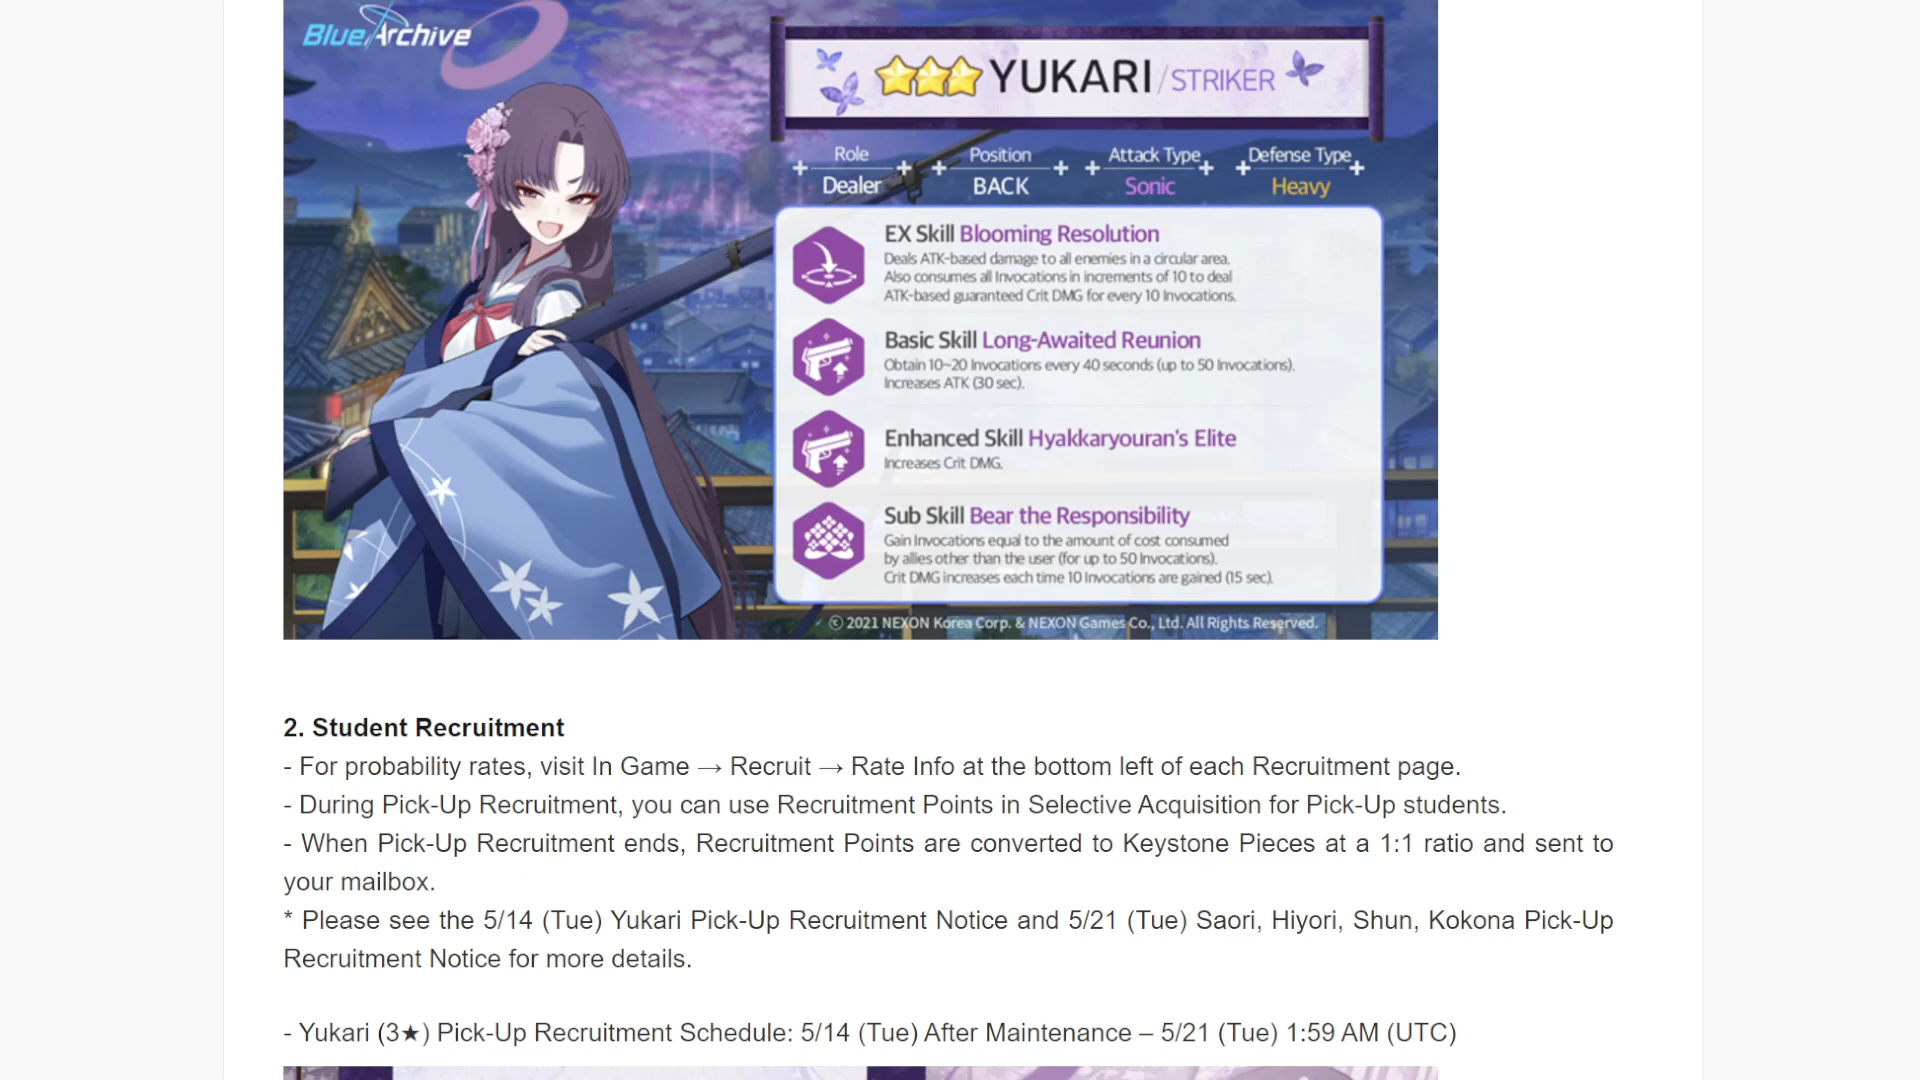 Blue Archive
YUKARI/STRIKER
Role
Dealer
Position
BACK
Attack Type
Sonic
Defense Type
Heavy
EX Skill Blooming Resolution
Deals ATK-based damage to all enemies in a circular area.
Also consumes all Invocations in increments of 10 to deal
ATK-based guaranteed Crit DMG for every 10 Invocations.
Basic Skill Long-Awaited Reunion
Obtain 10~20 Invocations every 40 seconds (up to 50 Invocations).
Increases ATK (30 sec).
Enhanced Skill Hyakkaryouran's Elite
Increases Crit DMG.
Sub Skill Bear the Responsibility
Gain Invocations equal to the amount of cost consumed
by allies other than the user (for up to 50 Invocations).
Crit DMG increases each time 10 Invocations are gained (15 sec).
© 2021 NEXON Korea Corp. & NEXON Games Co., Ltd. All Rights Reserved.
2. Student Recruitment
- For probability rates, visit In Game → Recruit → Rate Info at the bottom left of each Recruitment page.
- During Pick-Up Recruitment, you can use Recruitment Points in Selective Acquisition for Pick-Up students.
- When Pick-Up Recruitment ends, Recruitment Points are converted to Keystone Pieces at a 1:1 ratio and sent to
your mailbox.
* Please see the 5/14 (Tue) Yukari Pick-Up Recruitment Notice and 5/21 (Tue) Saori, Hiyori, Shun, Kokona Pick-Up
Recruitment Notice for more details.
- Yukari (3★) Pick-Up Recruitment Schedule: 5/14 (Tue) After Maintenance – 5/21 (Tue) 1:59 AM (UTC)